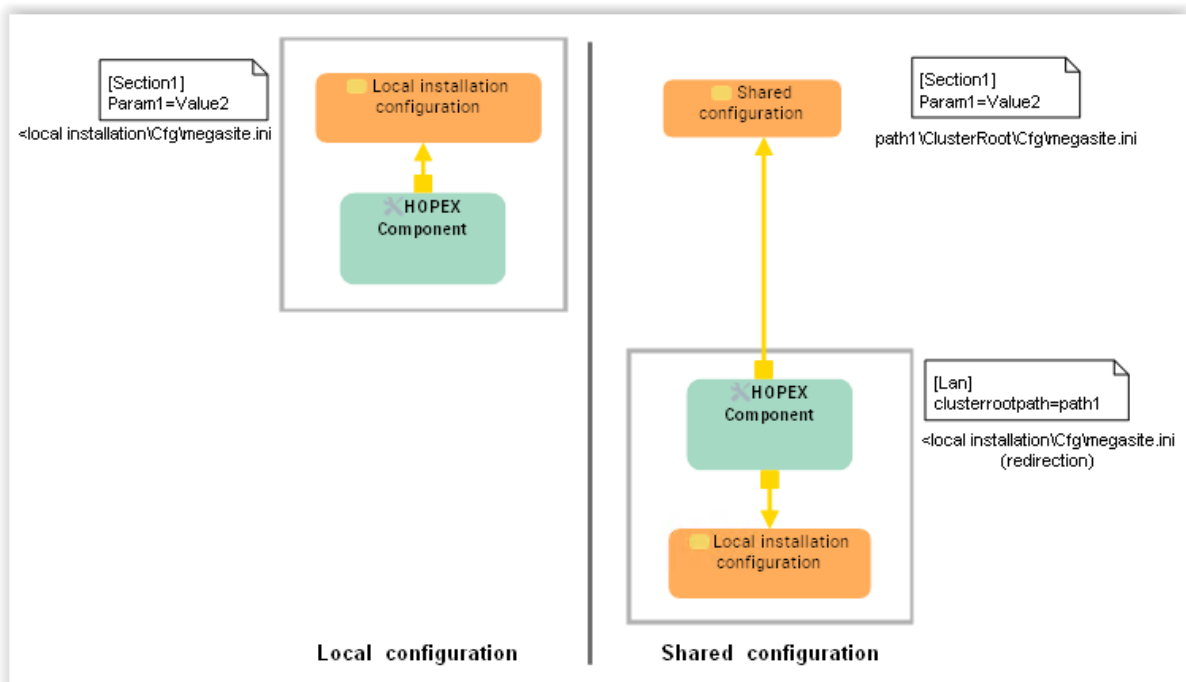 [Section1]
Param1=Value2
<local installation\Cfg\megasite.ini
Local installation
configuration
HOPEX
Component
Local configuration
Shared
configuration
[Section1]
Param1=Value2
path1\ClusterRoot\Cfg\megasite.ini
HOPEX
Component
[Lan]
clusterrootpath=path1
<local installation\Cfg\megasite.ini
(redirection)
Local installation
configuration
Shared configuration